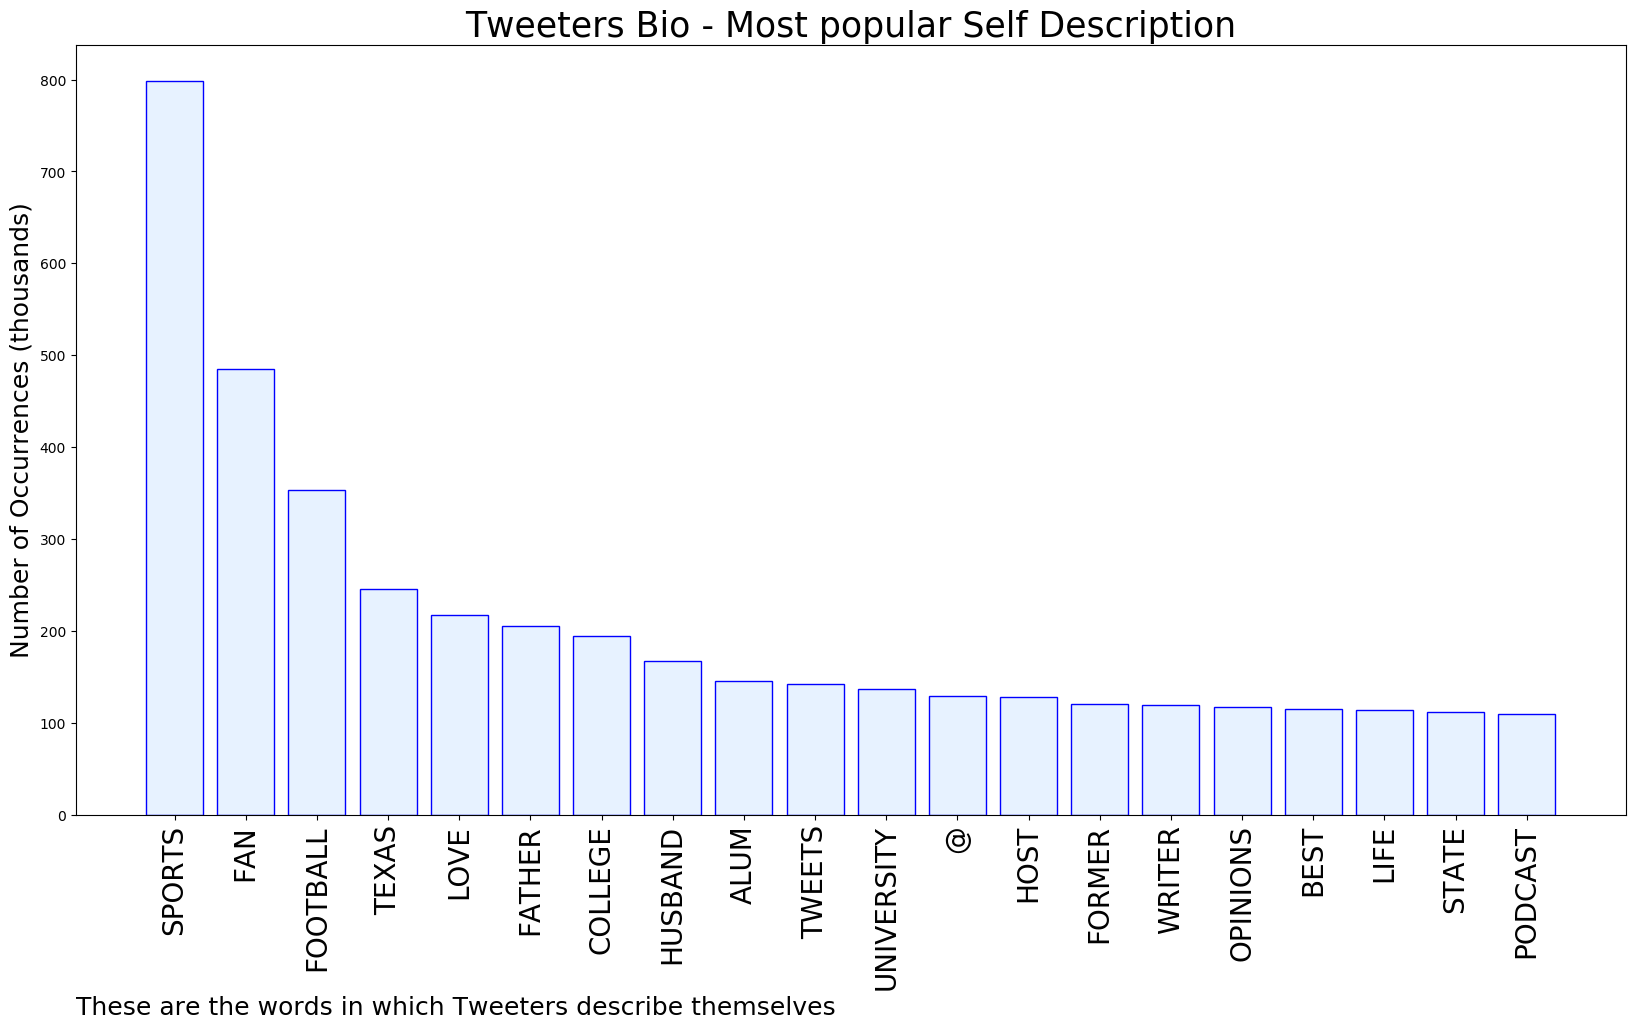 Tweeters Bio - Most popular Self Description
Number of Occurrences (thousands)
800
700
600
500
400
300
200
100
0
SPORTS
FAN
FOOTBALL
TEXAS
LOVE
FATHER
COLLEGE
HUSBAND
ALUM
TWEETS
UNIVERSITY
@
HOST
FORMER
WRITER
OPINIONS
BEST
LIFE
STATE
PODCAST
These are the words in which Tweeters describe themselves